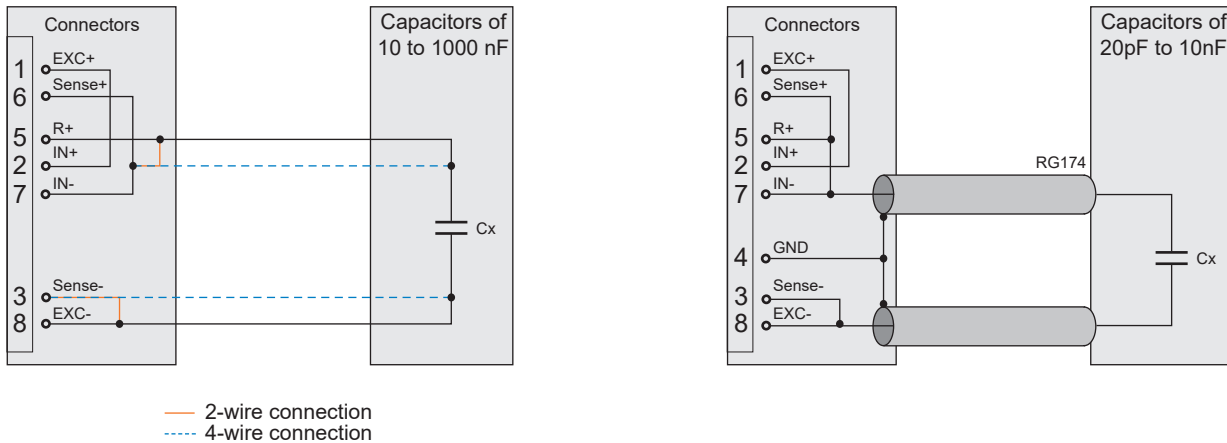 Connectors
Capacitors of
10 to 1000 nF
1 EXC+
6 Sense+
5 R+
2 IN+
7 IN-
Cx
3 Sense-
8 EXC-
2-wire connection
4-wire connection
Connectors
Capacitors of
20pF to 10nF
1 EXC+
6 Sense+
5 R+
2 IN+
RG174
7 IN-
4 GND
Cx
3 Sense-
8 EXC-